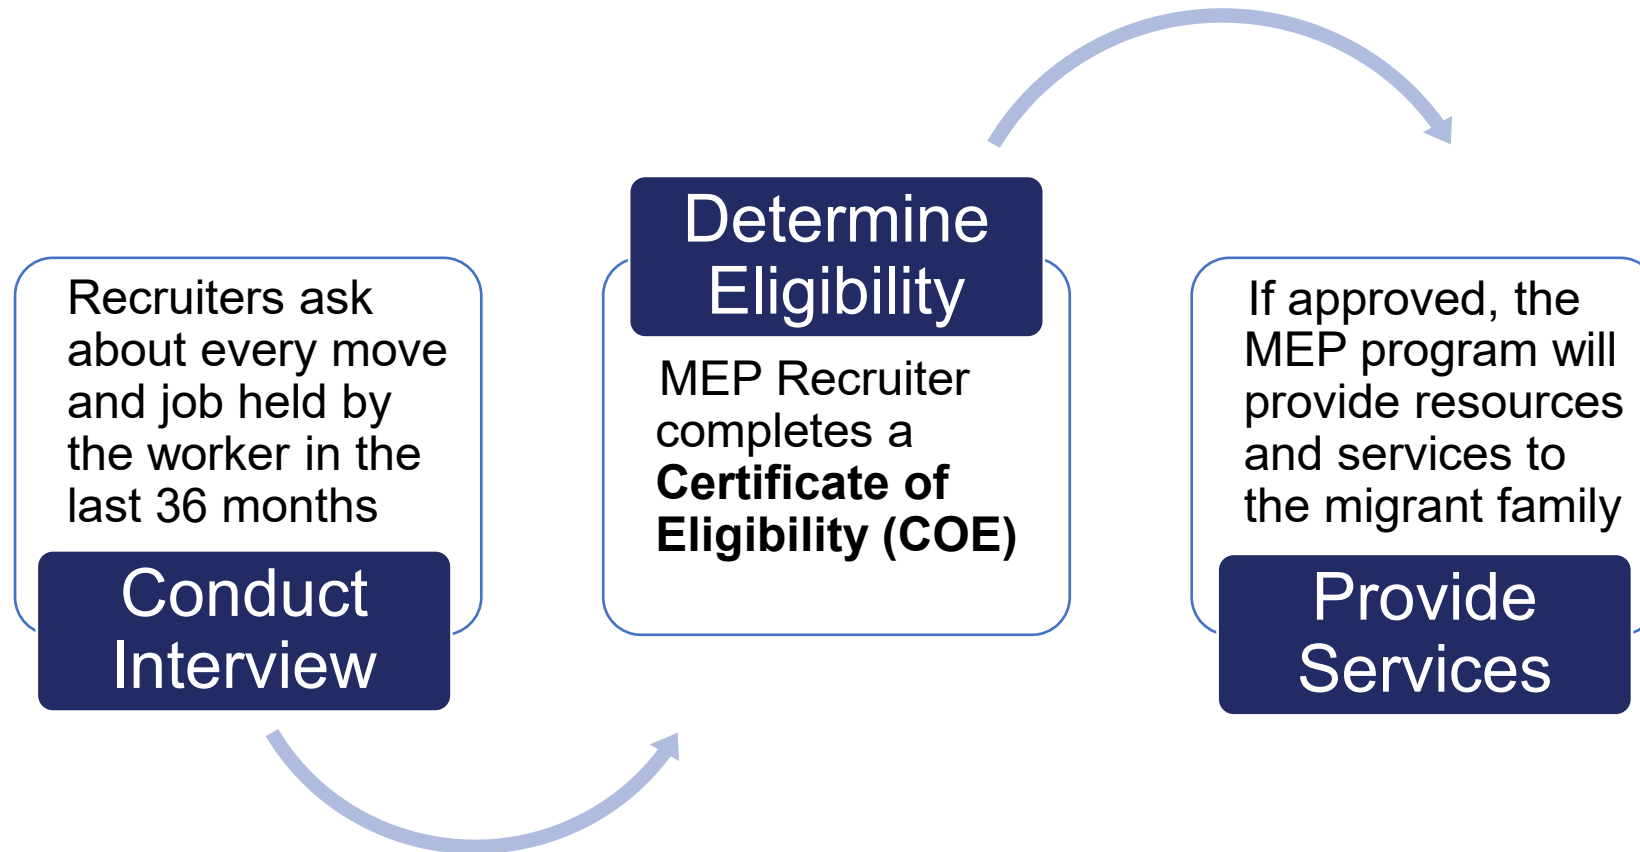 Recruiters ask
about every move
and job held by
the worker in the
last 36 months
Conduct
Interview
Determine
Eligibility
MEP Recruiter
completes a
Certificate of
Eligibility (COE)
If approved, the
MEP program will
provide resources
and services to
the migrant family
Provide
Services